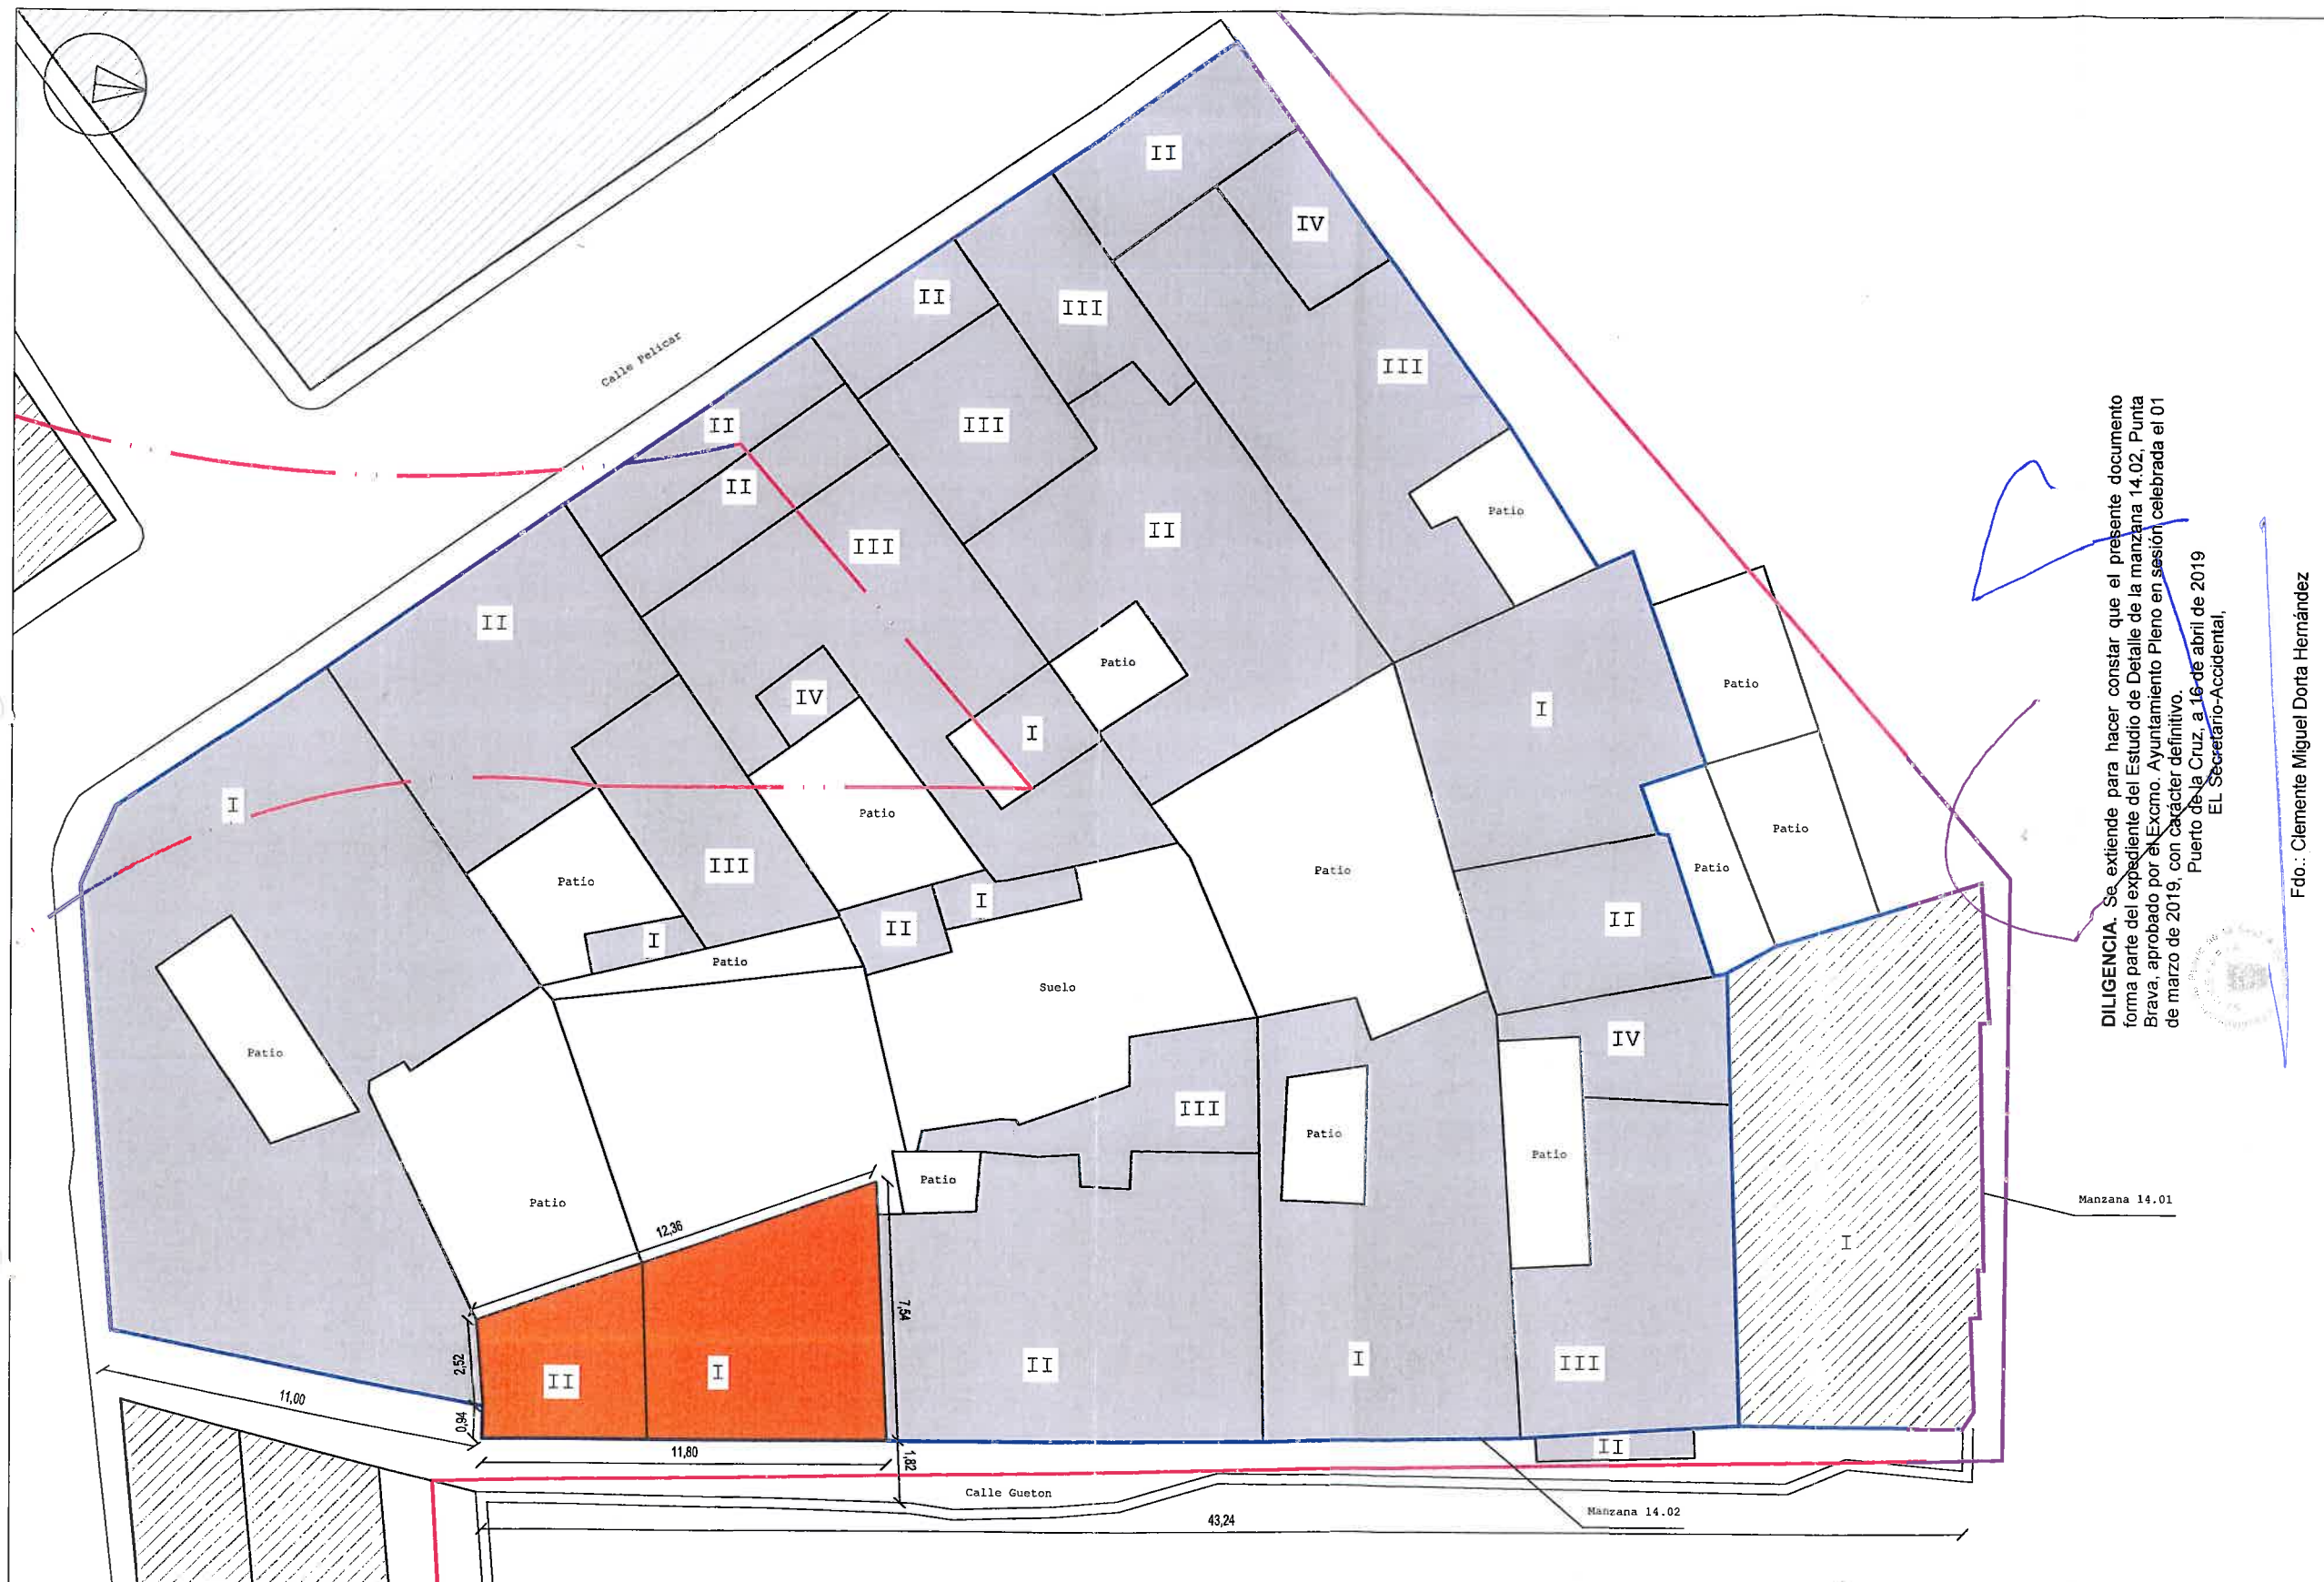 II
IV
II
III
III
Calle Pelicar
II
III
II
Patio
II
III
II
Patio
Patio
IV
I
I
I
Patio
Patio
Patio
III
Patio
Patio
Patio
I
II
II
I
Patio
Suelo
IV
Patio
III
Patio
Patio
Patio
Patio
12,36
7,54
I
2,52
II
I
II
I
III
11,00
0,94
11,80
1,82
II
Calle Gueton
43,24
Manzana 14.02
Manzana 14.01
DILIGENCIA. Se extiende para hacer constar que el presente documento
forma parte del expediente del Estudio de Detalle de la manzana 14.02, Punta
Brava, aprobado por el Excmo. Ayuntamiento Pleno en sesión celebrada el 01
de marzo de 2019, con carácter definitivo.
Puerto de la Cruz, a 16 de abril de 2019
EL Secretario-Accidental,
Fdo.: Clemente Miguel Dorta Hernández